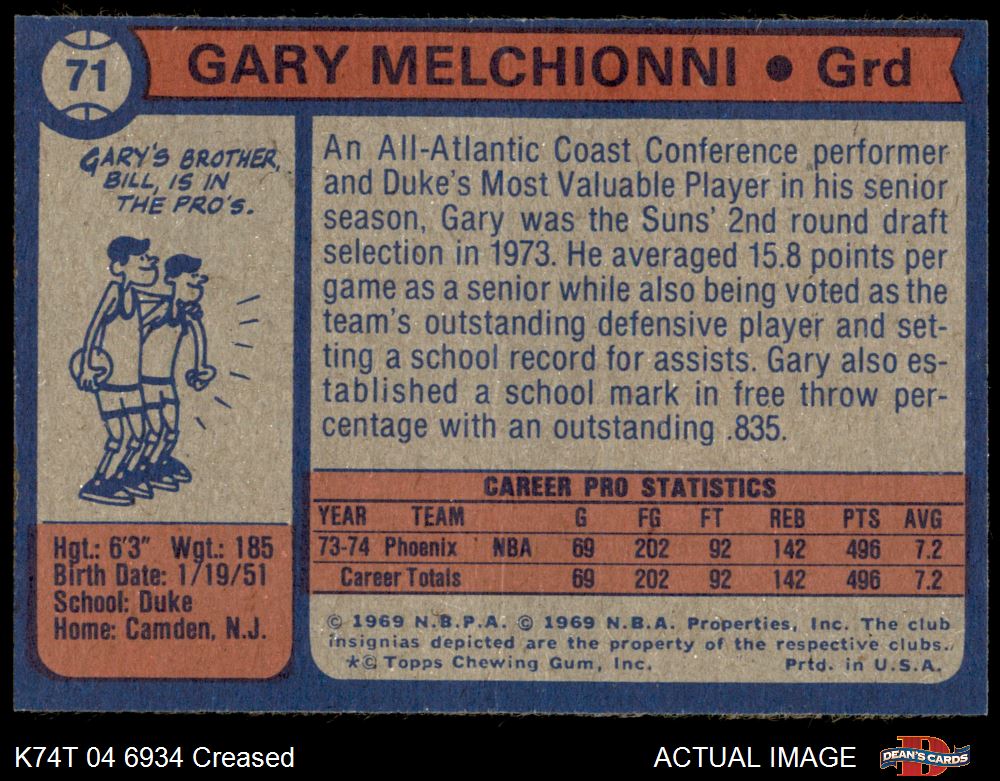 71
GARY MELCHIONNI ● Grd
GARY'S BROTHER,
BILL, IS IN
THE PRO'S.
An All-Atlantic Coast Conference performer
and Duke's Most Valuable Player in his senior
season, Gary was the Suns' 2nd round draft
selection in 1973. He averaged 15.8 points per
game as a senior while also being voted as the
team's outstanding defensive player and set-
ting a school record for assists. Gary also es-
tablished a school mark in free throw per-
centage with an outstanding .835.
Hgt.: 6'3" Wgt.: 185
Birth Date: 1/19/51
School: Duke
Home: Camden, N.J.
CAREER PRO STATISTICS
YEAR TEAM G FG FT REB PTS AVG
73-74 Phoenix NBA 69 202 92 142 496 7.2
Career Totals 69 202 92 142 496 7.2
© 1969 N.B.P.A. © 1969 N.B.A. Properties, Inc. The club
insignias depicted are the property of the respective clubs.
*© Topps Chewing Gum, Inc. Prtd. in U.S.A.
K74T 04 6934 Creased
ACTUAL IMAGE
D
DEAN'S CARDS